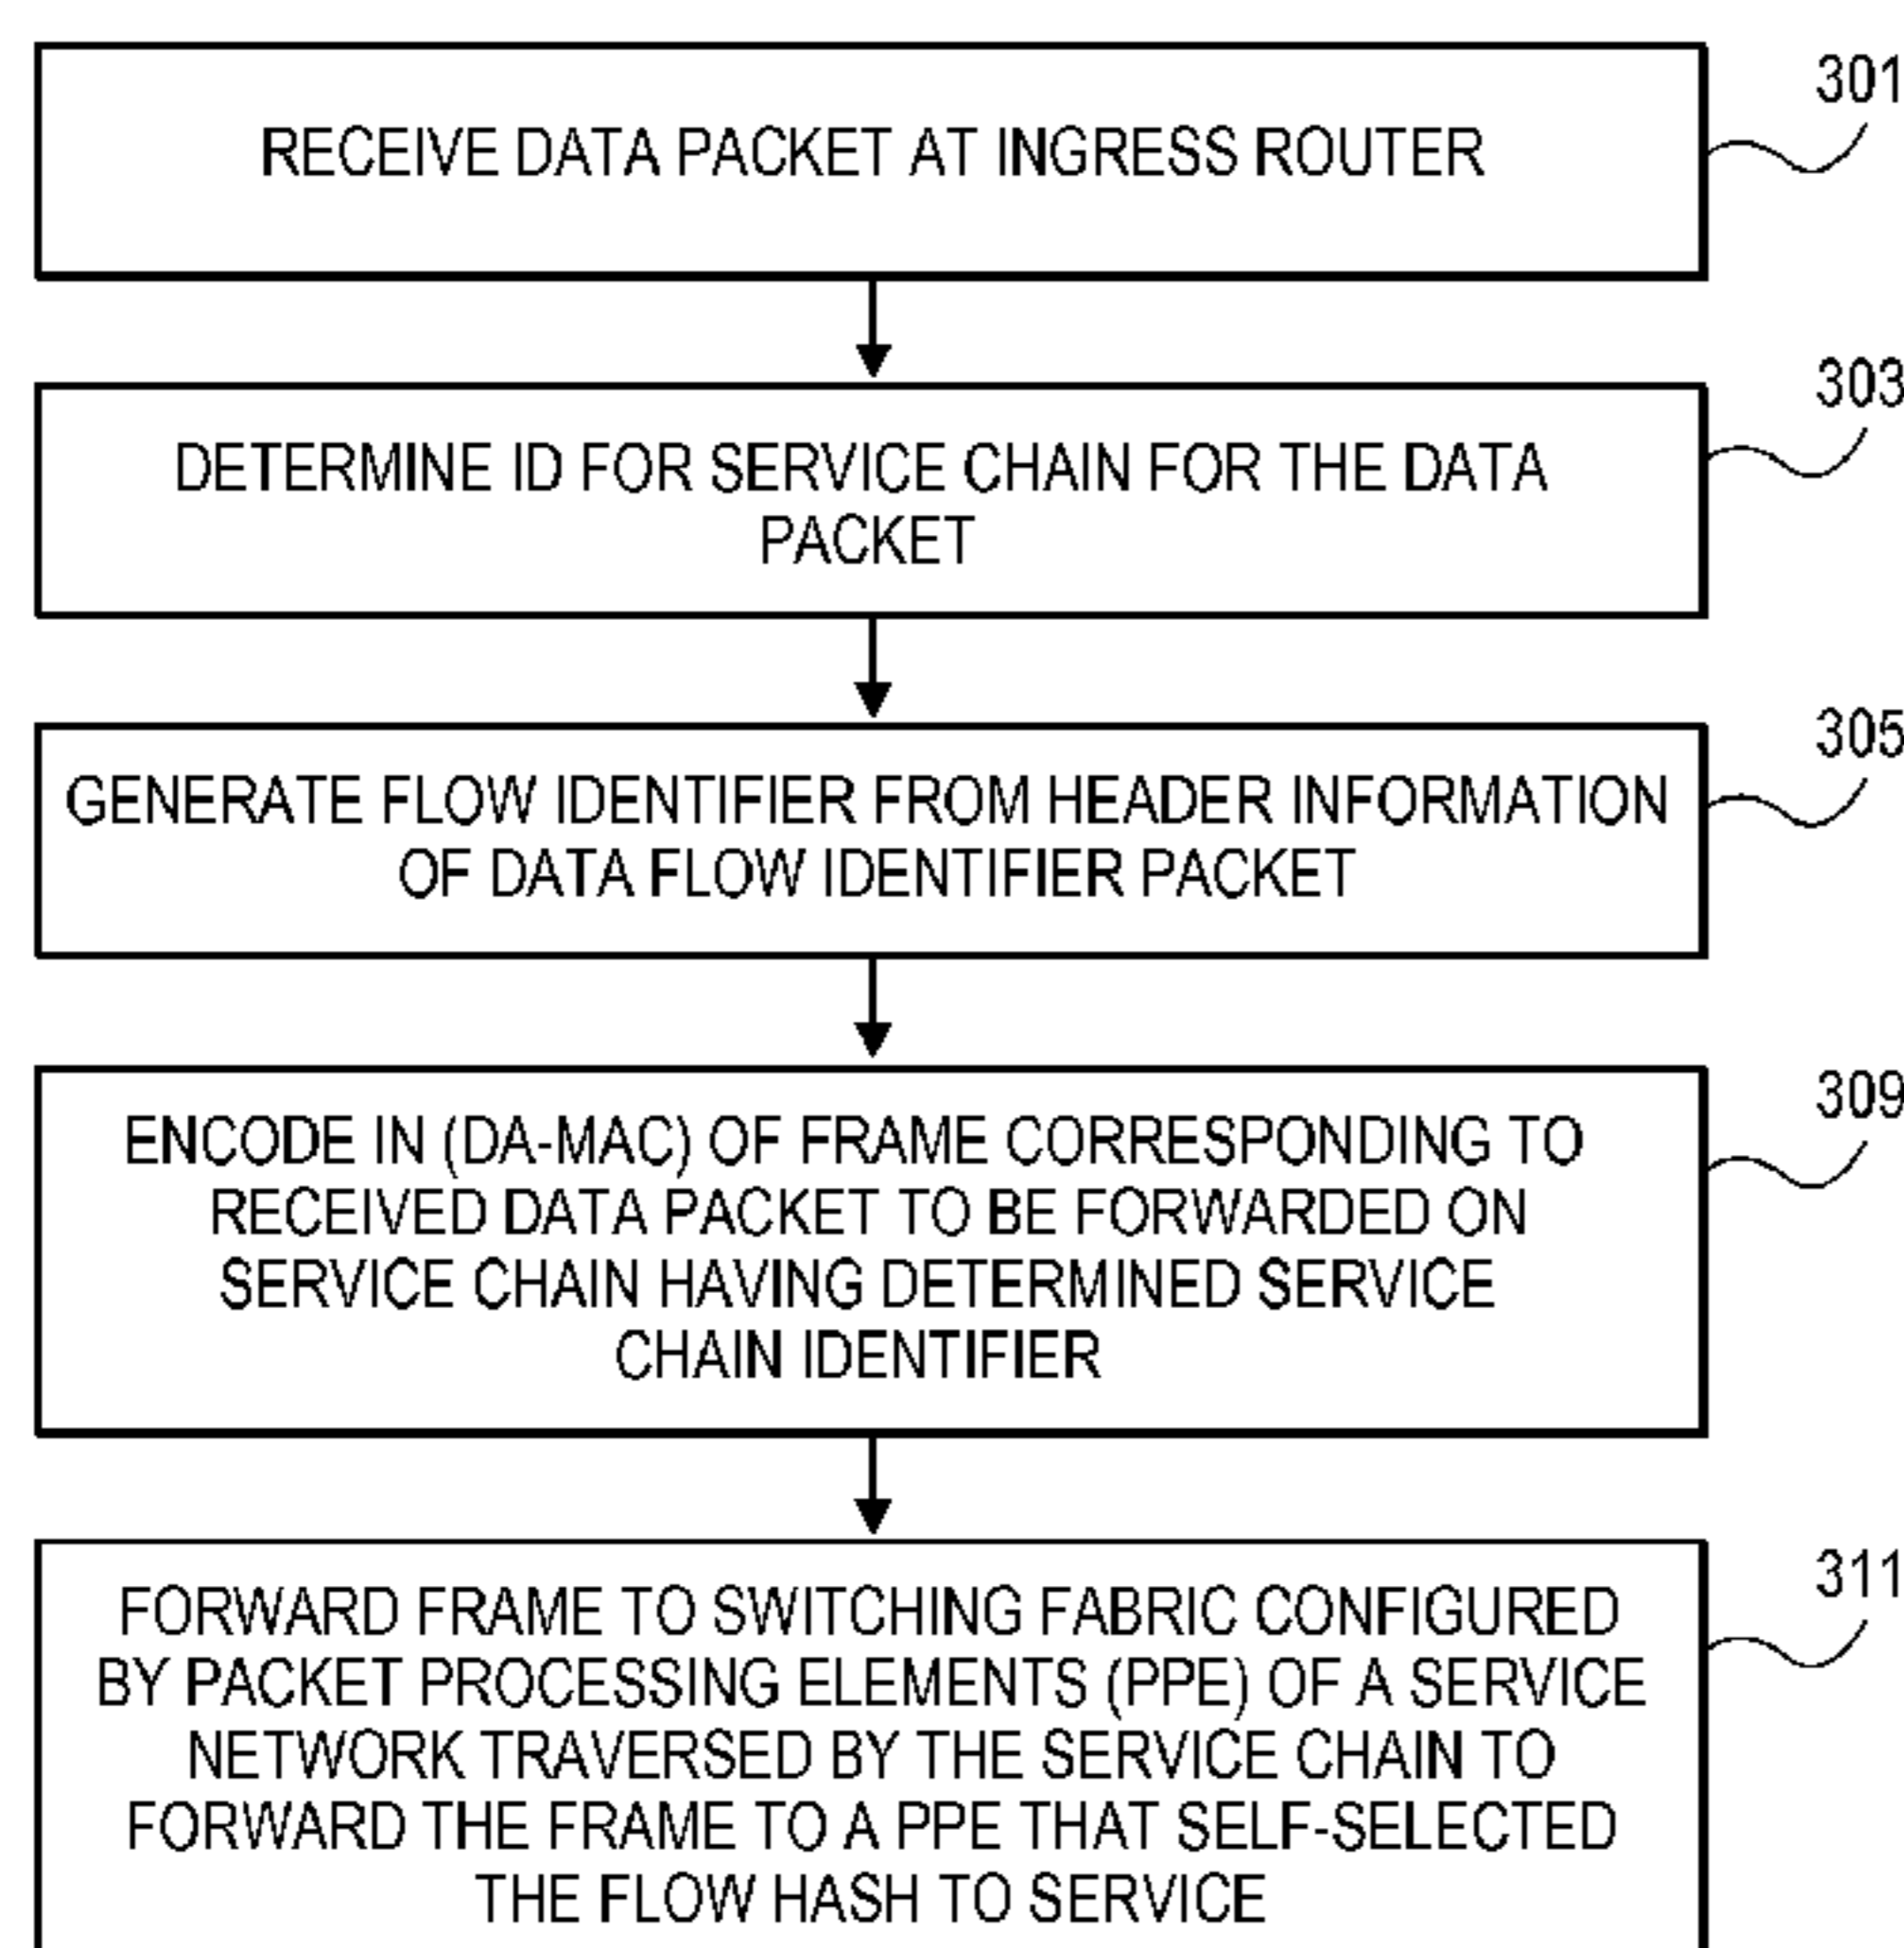 301
RECEIVE DATA PACKET AT INGRESS ROUTER
303
DETERMINE ID FOR SERVICE CHAIN FOR THE DATA
PACKET
305
GENERATE FLOW IDENTIFIER FROM HEADER INFORMATION
OF DATA FLOW IDENTIFIER PACKET
309
ENCODE IN (DA-MAC) OF FRAME CORRESPONDING TO
RECEIVED DATA PACKET TO BE FORWARDED ON
SERVICE CHAIN HAVING DETERMINED SERVICE
CHAIN IDENTIFIER
311
FORWARD FRAME TO SWITCHING FABRIC CONFIGURED
BY PACKET PROCESSING ELEMENTS (PPE) OF A SERVICE
NETWORK TRAVERSED BY THE SERVICE CHAIN TO
FORWARD THE FRAME TO A PPE THAT SELF-SELECTED
THE FLOW HASH TO SERVICE